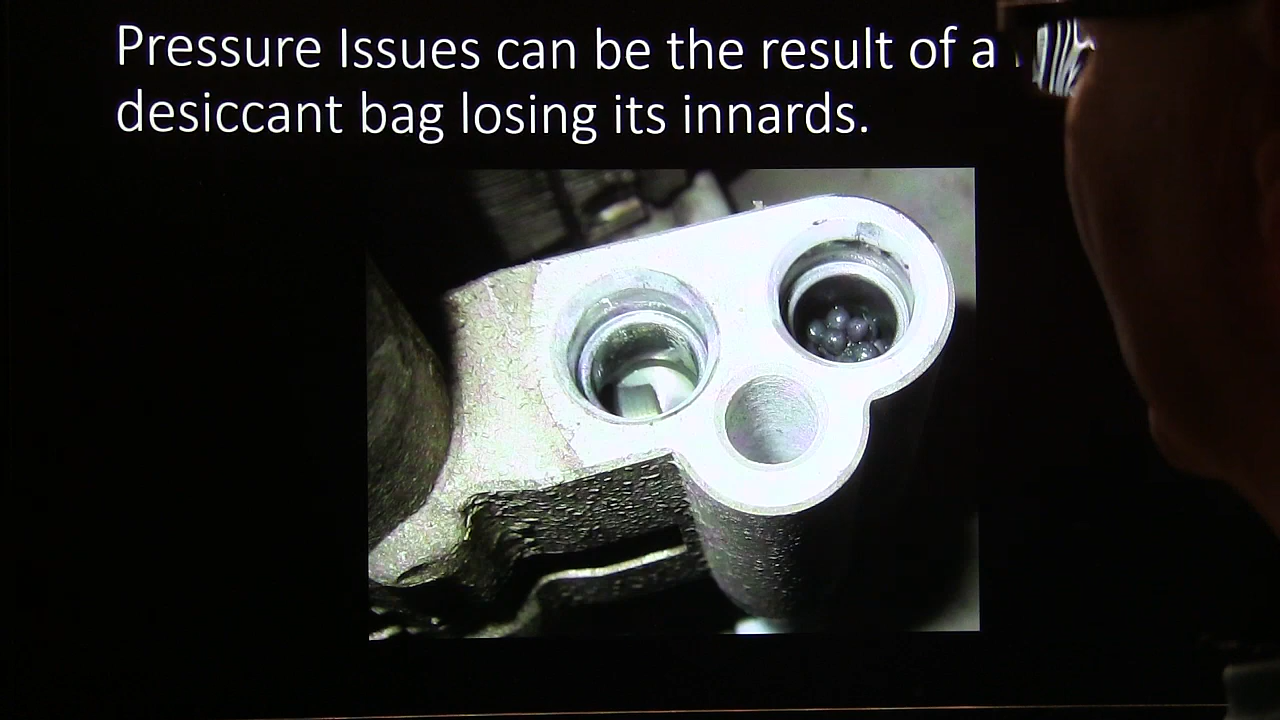 Pressure Issues can be the result of a
desiccant bag losing its innards.